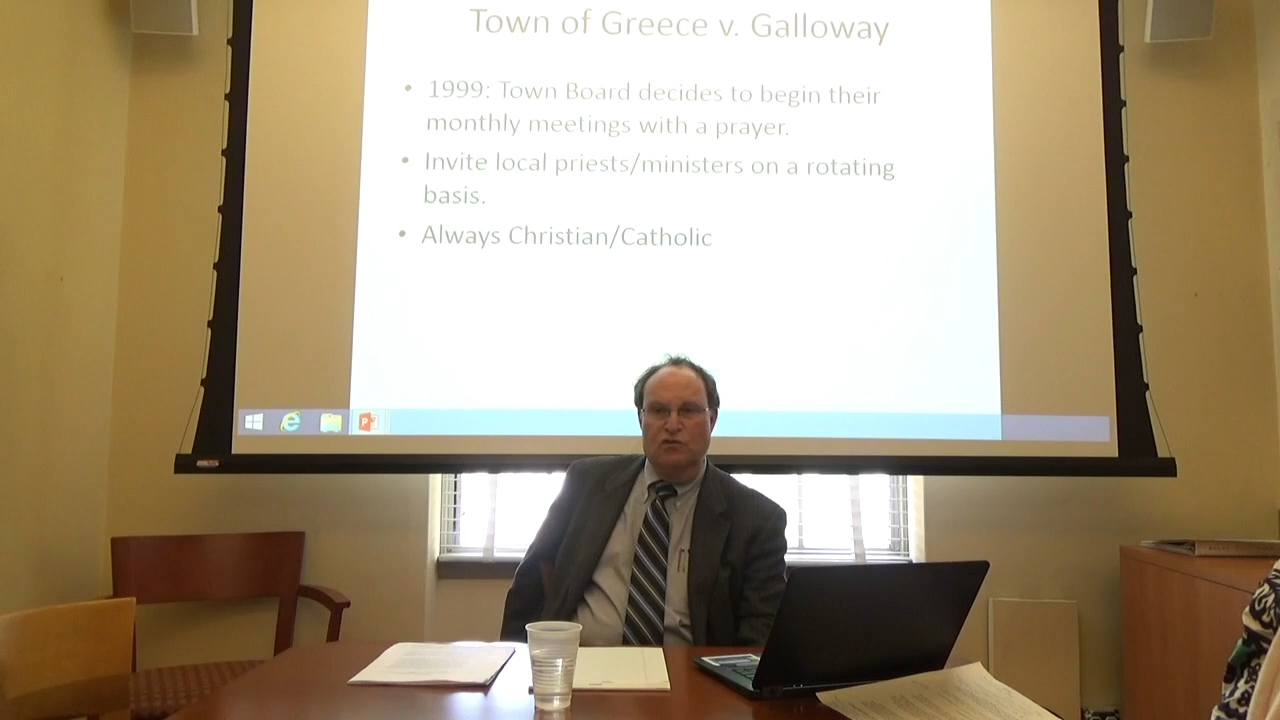 Town of Greece v. Galloway
• 1999: Town Board decides to begin their
monthly meetings with a prayer.
• Invite local priests/ministers on a rotating
basis.
• Always Christian/Catholic